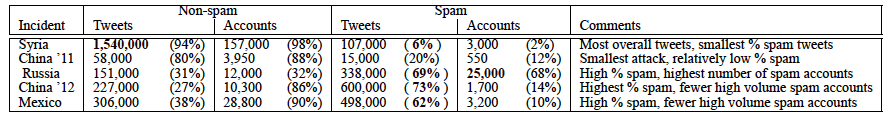 Non-spam Spam
Incident Tweets Accounts Tweets Accounts Comments
Syria 1,540,000 (94%) 157,000 (98%) 107,000 ( 6%) 3,000 (2%) Most overall tweets, smallest % spam tweets
China ’11 58,000 (80%) 3,950 (88%) 15,000 (20%) 550 (12%) Smallest attack, relatively low % spam
Russia 151,000 (31%) 12,000 (32%) 338,000 ( 69%) 25,000 (68%) High % spam, highest number of spam accounts
China ’12 227,000 (27%) 10,300 (86%) 600,000 ( 73%) 1,700 (14%) Highest % spam, fewer high volume spam accounts
Mexico 306,000 (38%) 28,800 (90%) 498,000 ( 62%) 3,200 (10%) High % spam, fewer high volume spam accounts